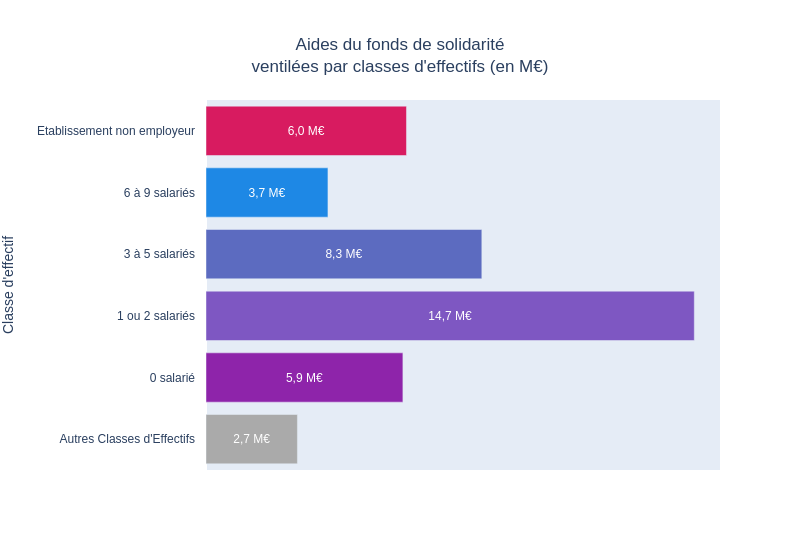 Aides du fonds de solidarité
ventilées par classes d'effectifs (en M€)
Classe d'effectif
Etablissement non employeur
6,0 M€
6 à 9 salariés
3,7 M€
3 à 5 salariés
8,3 M€
1 ou 2 salariés
14,7 M€
0 salarié
5,9 M€
Autres Classes d'Effectifs
2,7 M€